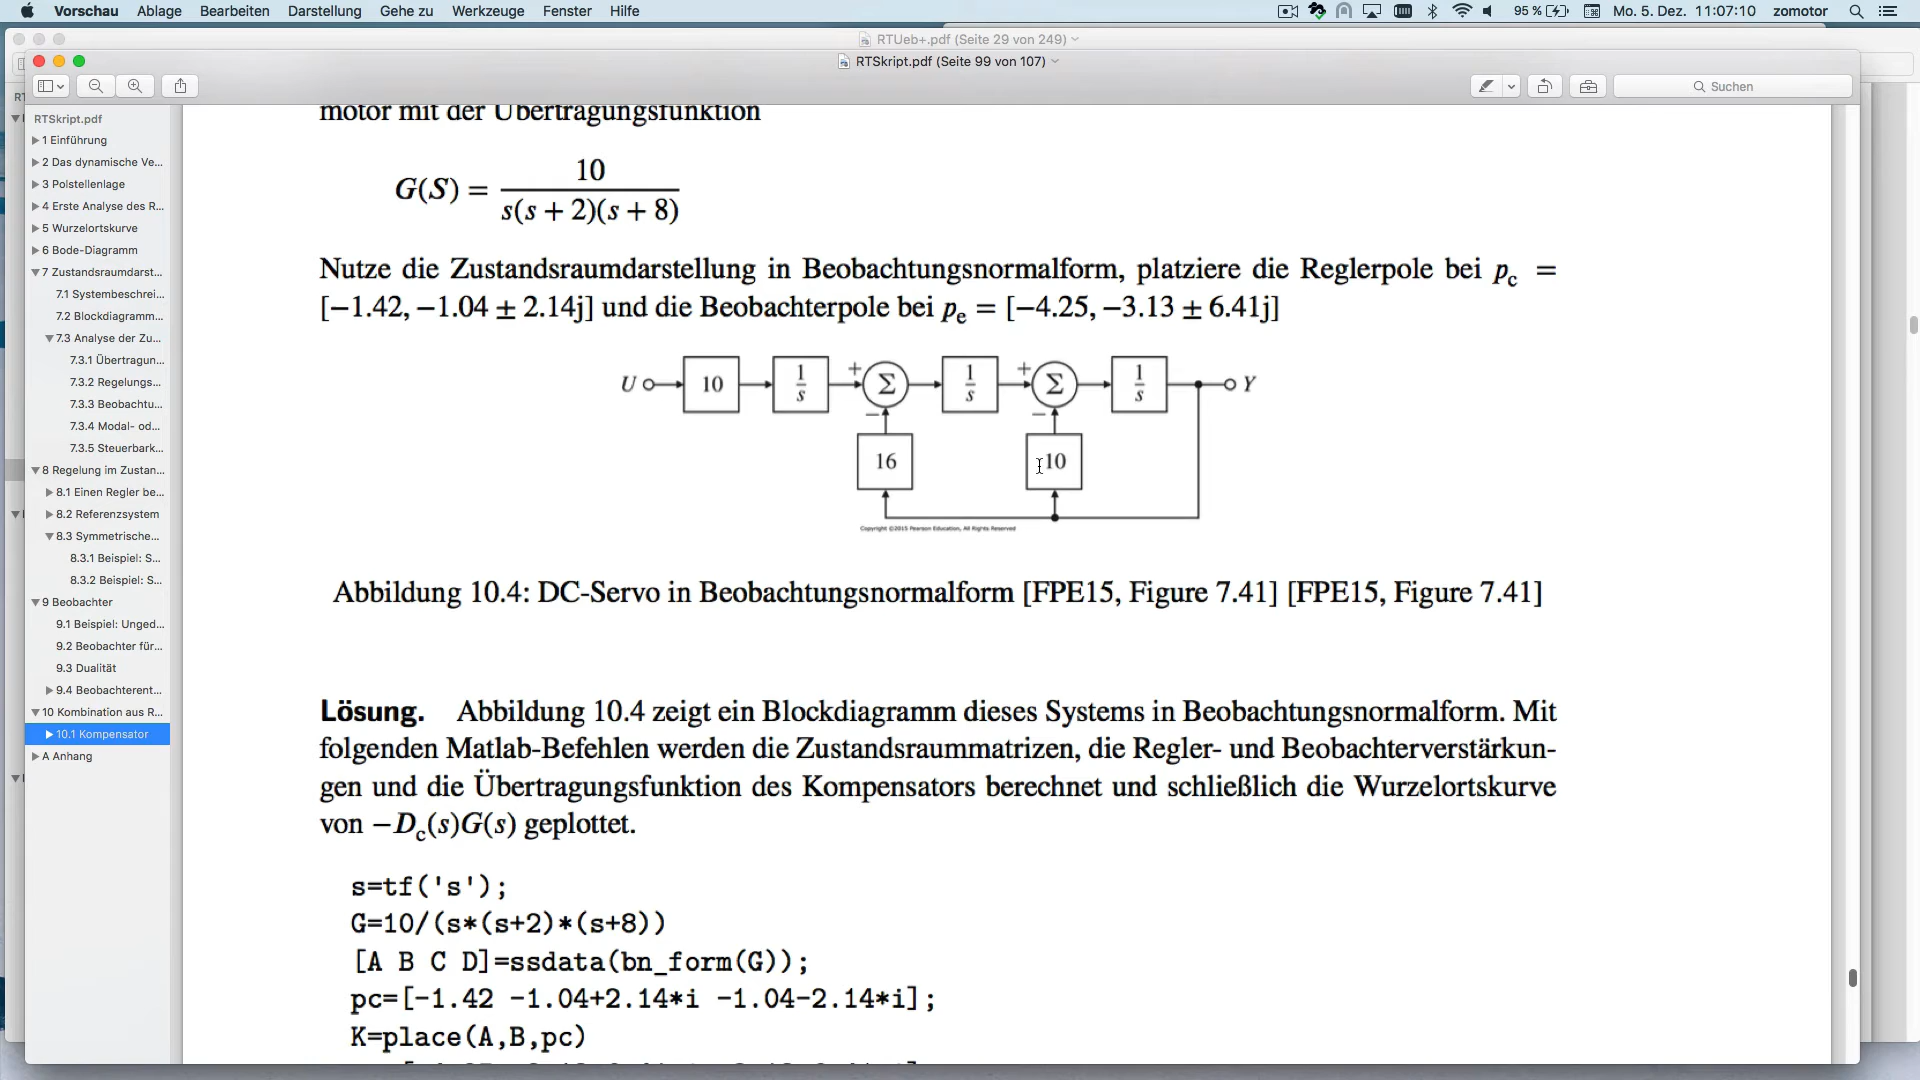 Vorschau Ablage Bearbeiten Darstellung Gehe zu Werkzeuge Fenster Hilfe 95 % Mo. 5. Dez. 11:07:10 zomotor
RTUeb+.pdf (Seite 29 von 249)
RTSkript.pdf (Seite 99 von 107)
Suchen
RTSkript.pdf
1 Einführung
2 Das dynamische Ve...
3 Polstellenlage
4 Erste Analyse des R...
5 Wurzelortskurve
6 Bode-Diagramm
7 Zustandsraumdarst...
7.1 Systembeschrei...
7.2 Blockdiagramm...
7.3 Analyse der Zu...
7.3.1 Übertragun...
7.3.2 Regelungs...
7.3.3 Beobachtu...
7.3.4 Modal- od...
7.3.5 Steuerbark...
8 Regelung im Zustan...
8.1 Einen Regler be...
8.2 Referenzsystem
8.3 Symmetrische...
8.3.1 Beispiel: S...
8.3.2 Beispiel: S...
9 Beobachter
9.1 Beispiel: Unged...
9.2 Beobachter für...
9.3 Dualität
9.4 Beobachterent...
10 Kombination aus R...
10.1 Kompensator
A Anhang
motor mit der Übertragungsfunktion
G(S) = 10 / s(s + 2)(s + 8)
Nutze die Zustandsraumdarstellung in Beobachtungsnormalform, platziere die Reglerpole bei p_c =
[−1.42, −1.04 ± 2.14j] und die Beobachterpole bei p_e = [−4.25, −3.13 ± 6.41j]
U 10 1/s + Σ 1/s + Σ 1/s Y
− −
16 10
Copyright ©2015 Pearson Education, All Rights Reserved
Abbildung 10.4: DC-Servo in Beobachtungsnormalform [FPE15, Figure 7.41] [FPE15, Figure 7.41]
Lösung. Abbildung 10.4 zeigt ein Blockdiagramm dieses Systems in Beobachtungsnormalform. Mit
folgenden Matlab-Befehlen werden die Zustandsraummatrizen, die Regler- und Beobachterverstärkun-
gen und die Übertragungsfunktion des Kompensators berechnet und schließlich die Wurzelortskurve
von −D_c(s)G(s) geplottet.
s=tf('s');
G=10/(s*(s+2)*(s+8))
[A B C D]=ssdata(bn_form(G));
pc=[-1.42 -1.04+2.14*i -1.04-2.14*i];
K=place(A,B,pc)